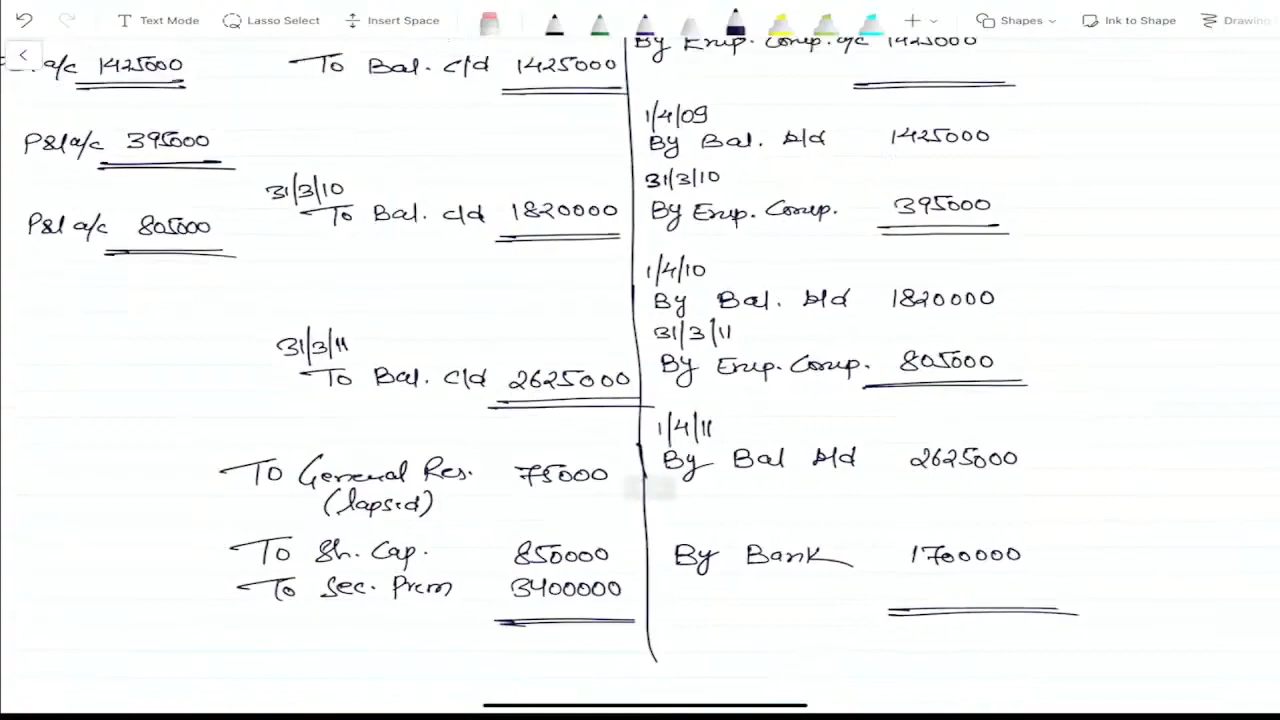 Text Mode Lasso Select Insert Space Shapes Ink to Shape Drawing
a/c 1425000 To Bal. c/d 1425000 By Emp. Comp. a/c 1425000
1/4/09
P&l a/c 395000 By Bal. b/d 1425000
31/3/10 31/3/10
To Bal. c/d 1820000 By Emp. Comp. 395000
P&l a/c 805000
1/4/10
By Bal. b/d 1820000
31/3/11 31/3/11
To Bal. c/d 2625000 By Emp. Comp. 805000
1/4/11
To General Res. 75000 By Bal b/d 2625000
(lapsed)
To Sh. Cap. 850000 By Bank 1700000
To Sec. Prem 3400000